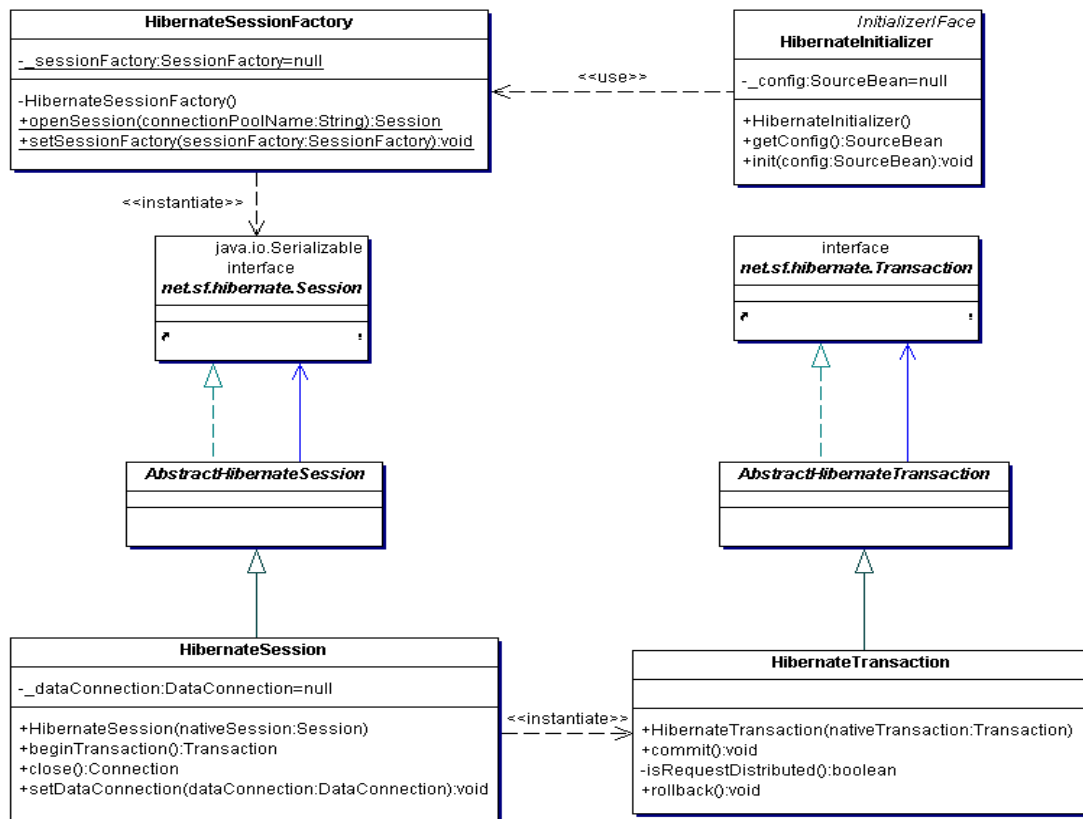 HibernateSessionFactory
-_sessionFactory:SessionFactory=null
-HibernateSessionFactory()
+openSession(connectionPoolName:String):Session
+setSessionFactory(sessionFactory:SessionFactory):void
<<use>>
InitializerIFace
HibernateInitializer
-_config:SourceBean=null
+HibernateInitializer()
+getConfig():SourceBean
+init(config:SourceBean):void
<<instantiate>>
java.io.Serializable
interface
net.sf.hibernate.Session
interface
net.sf.hibernate.Transaction
AbstractHibernateSession
AbstractHibernateTransaction
HibernateSession
-_dataConnection:DataConnection=null
+HibernateSession(nativeSession:Session)
+beginTransaction():Transaction
+close():Connection
+setDataConnection(dataConnection:DataConnection):void
<<instantiate>>
HibernateTransaction
+HibernateTransaction(nativeTransaction:Transaction)
+commit():void
-isRequestDistributed():boolean
+rollback():void